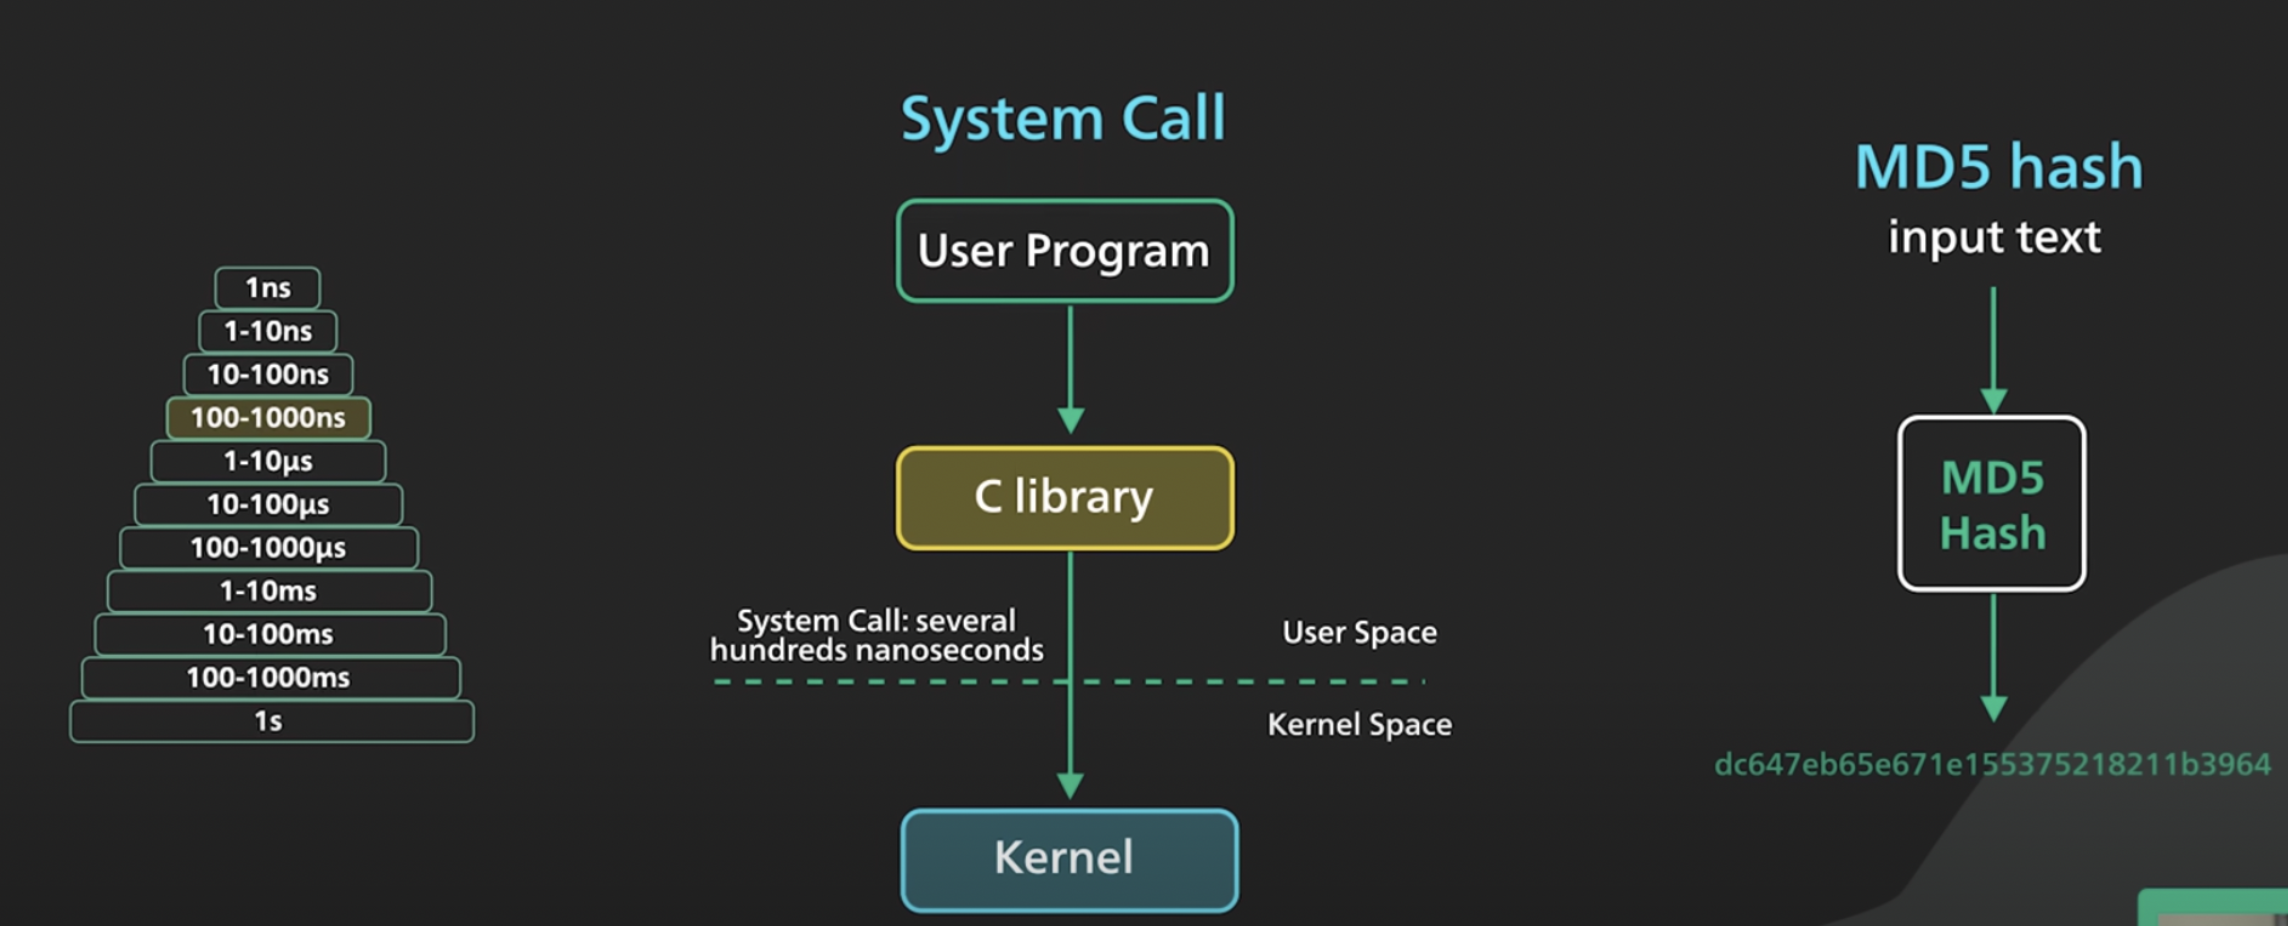 System Call
MD5 hash
User Program
input text
1ns
1-10ns
10-100ns
100-1000ns
1-10µs
10-100µs
100-1000µs
1-10ms
10-100ms
100-1000ms
1s
C library
MD5
Hash
System Call: several
hundreds nanoseconds
User Space
Kernel Space
dc647eb65e671e155375218211b3964
Kernel